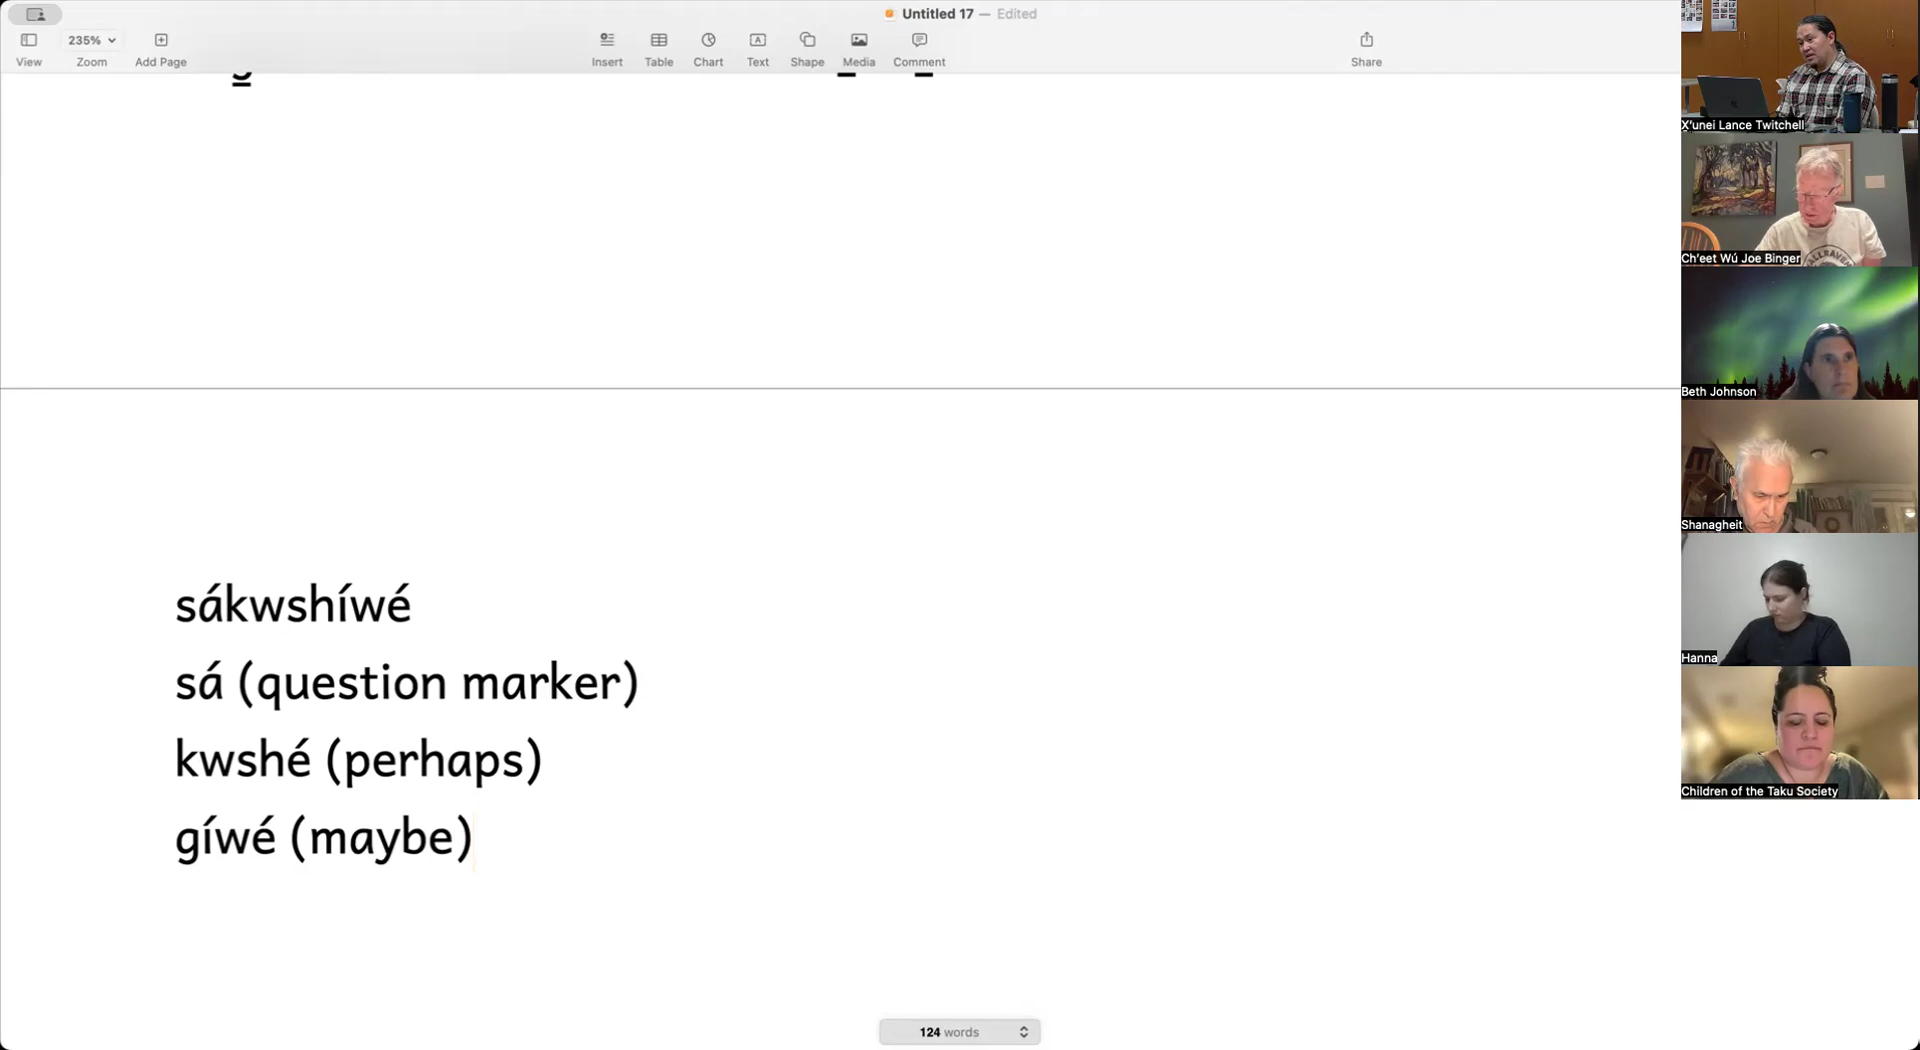 Untitled 17 — Edited
235%
View
Zoom
Add Page
Insert
Table
Chart
Text
Shape
Media
Comment
Share
sákwshíwé
sá (question marker)
kwshé (perhaps)
gíwé (maybe)
124 words
X'unei Lance Twitchell
Ch'eet Wú Joe Binger
Beth Johnson
Shanagheit
Hanna
Children of the Taku Society